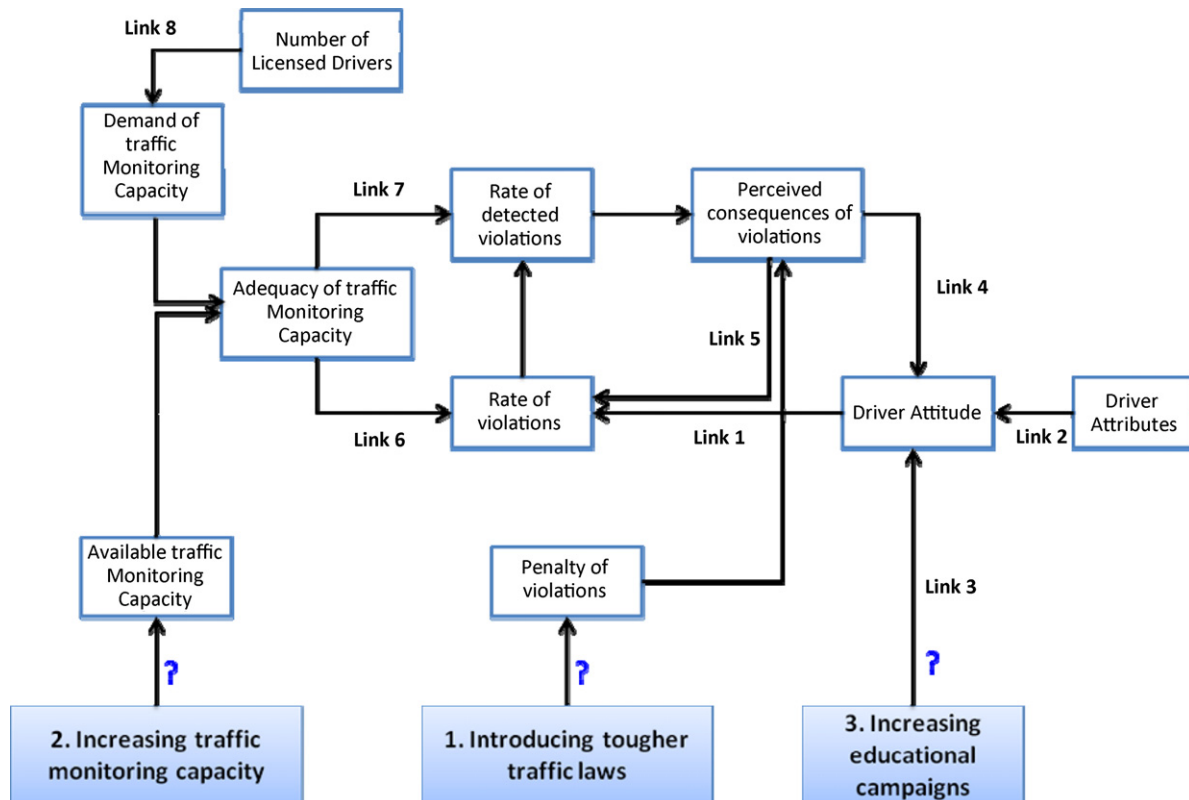 Link 8
Number of
Licensed Drivers
Demand of
traffic
Monitoring
Capacity
Link 7
Rate of
detected
violations
Perceived
consequences of
violations
Adequacy of traffic
Monitoring
Capacity
Link 4
Link 5
Rate of
violations
Link 6
Link 1
Driver Attitude
Link 2
Driver
Attributes
Available traffic
Monitoring
Capacity
Penalty of
violations
Link 3
?
?
?
2. Increasing traffic
monitoring capacity
1. Introducing tougher
traffic laws
3. Increasing
educational
campaigns